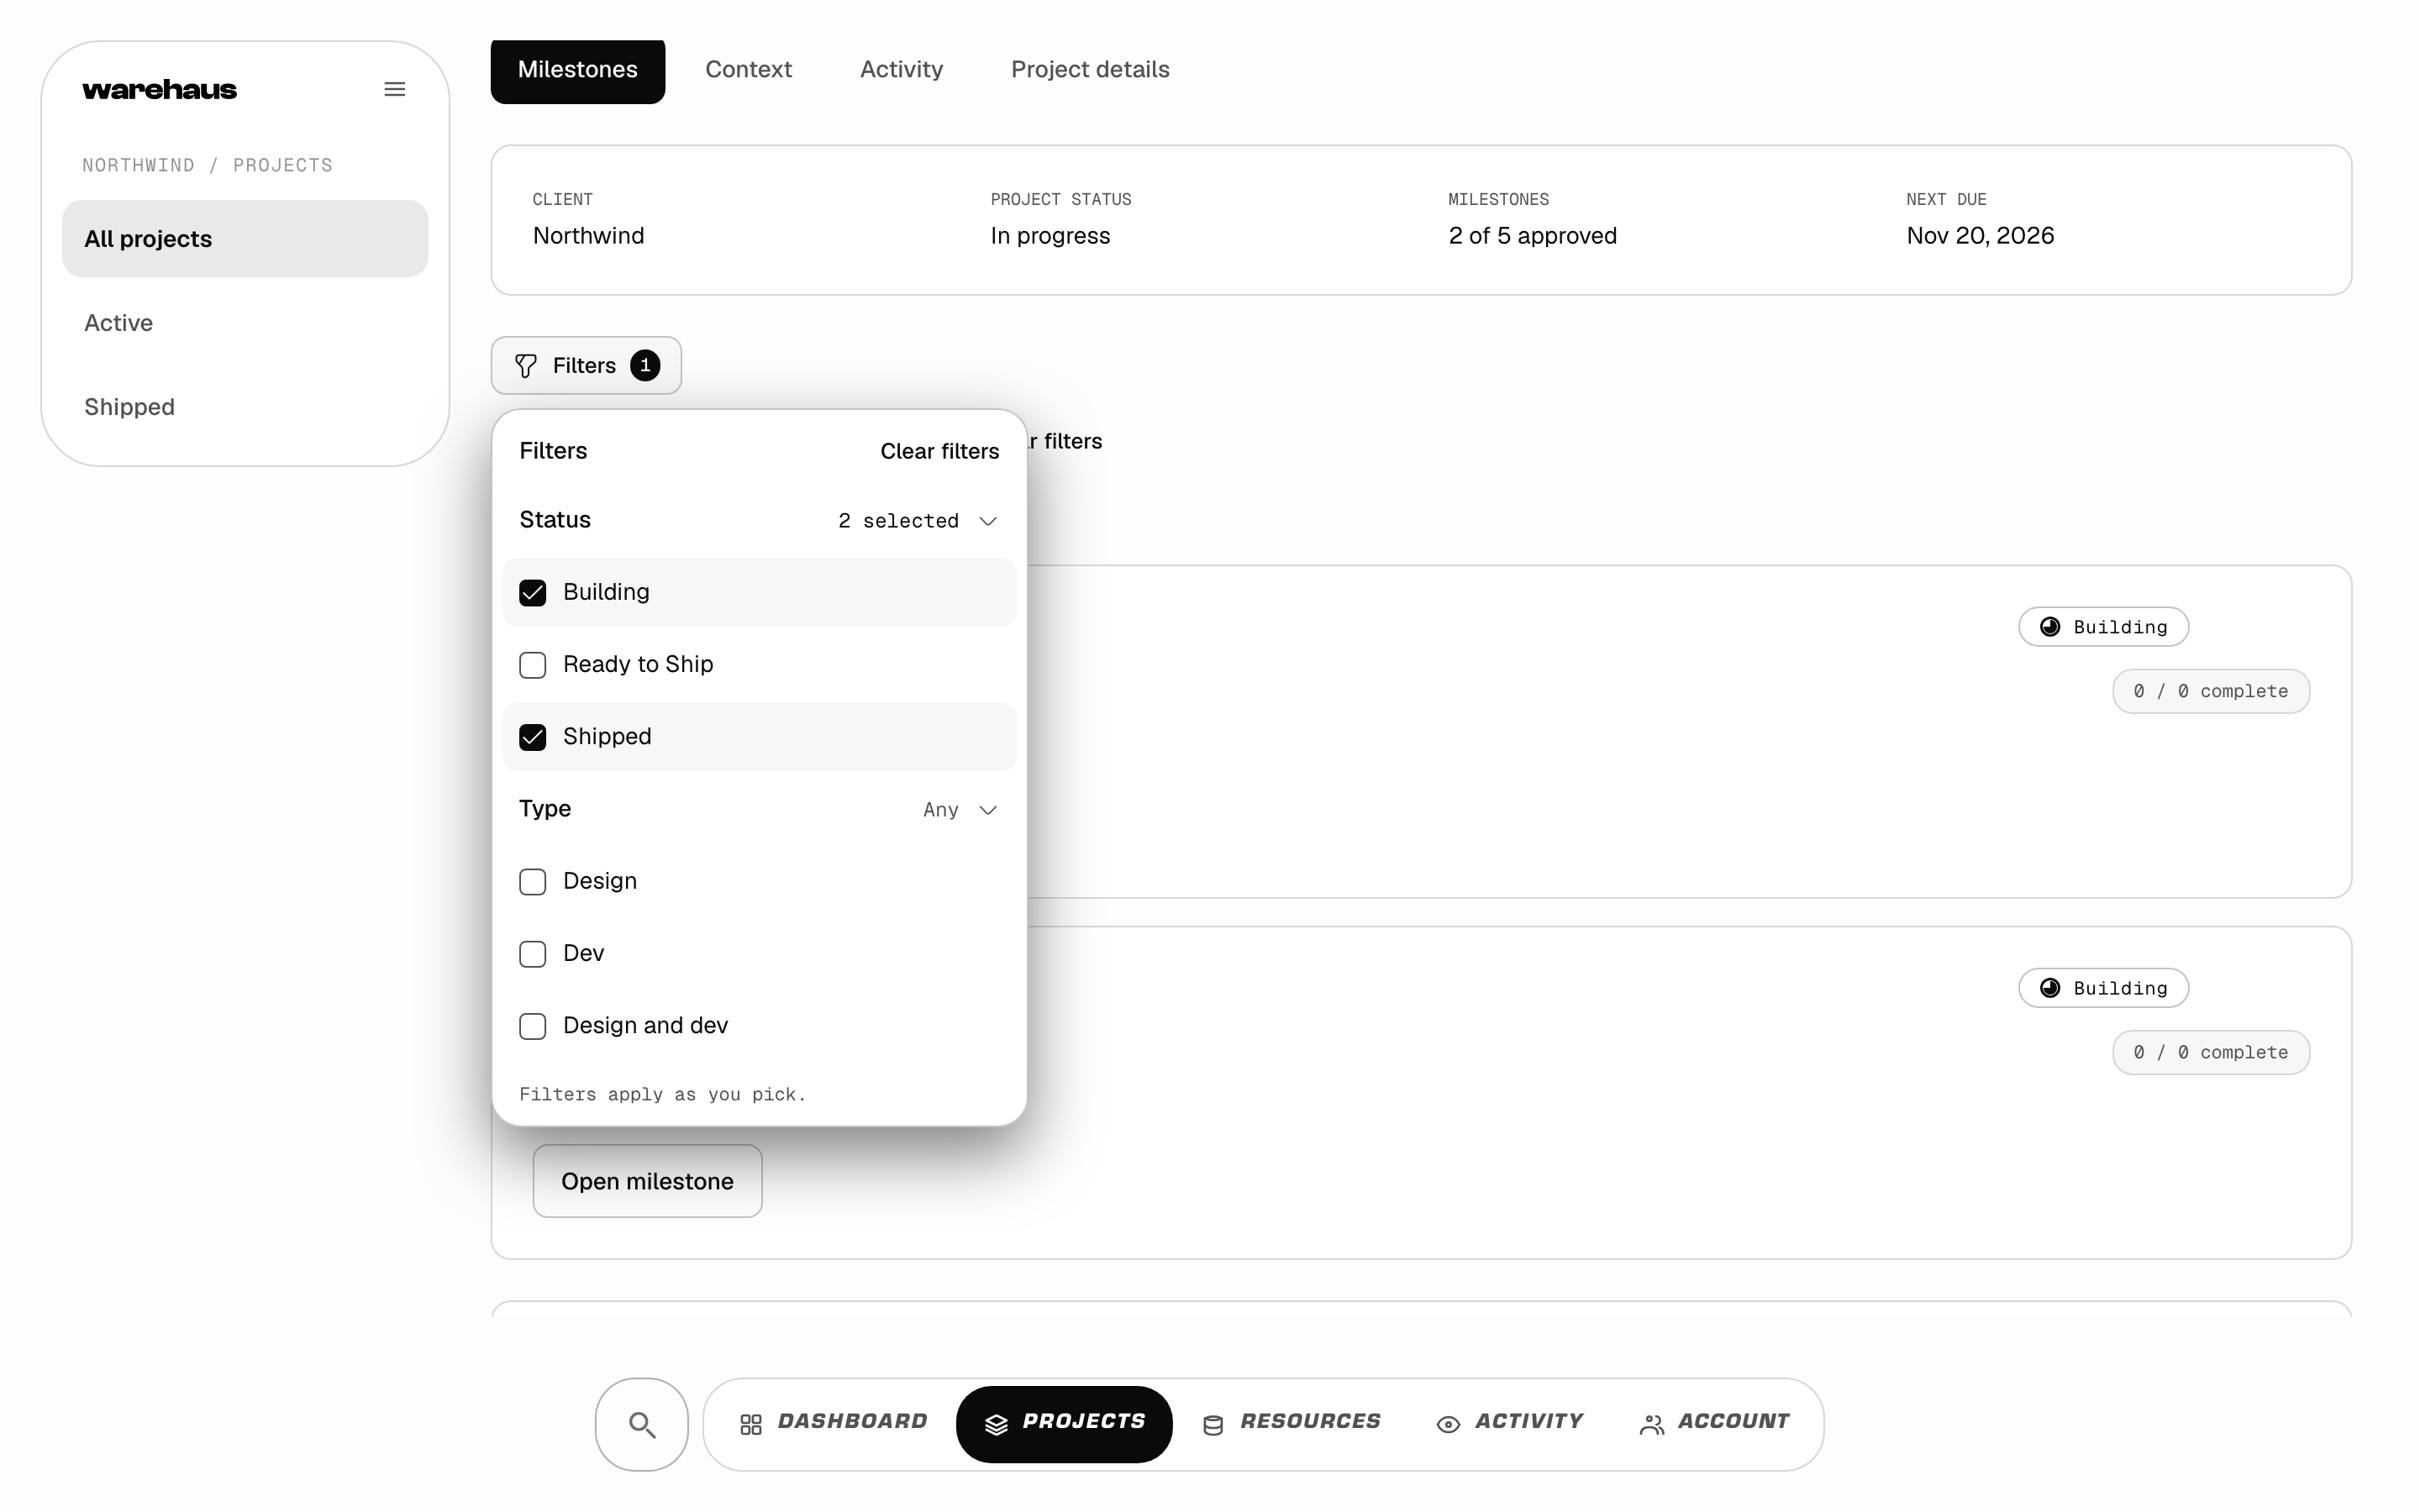 warehaus
NORTHWIND / PROJECTS
All projects
Active
Shipped
Milestones Context Activity Project details
CLIENT PROJECT STATUS MILESTONES NEXT DUE
Northwind In progress 2 of 5 approved Nov 20, 2026
Filters 1
Filters Clear filters
r filters
Status 2 selected
Building
Ready to Ship
Shipped
Type Any
Design
Dev
Design and dev
Filters apply as you pick.
Building
0 / 0 complete
Building
0 / 0 complete
Open milestone
DASHBOARD PROJECTS RESOURCES ACTIVITY ACCOUNT